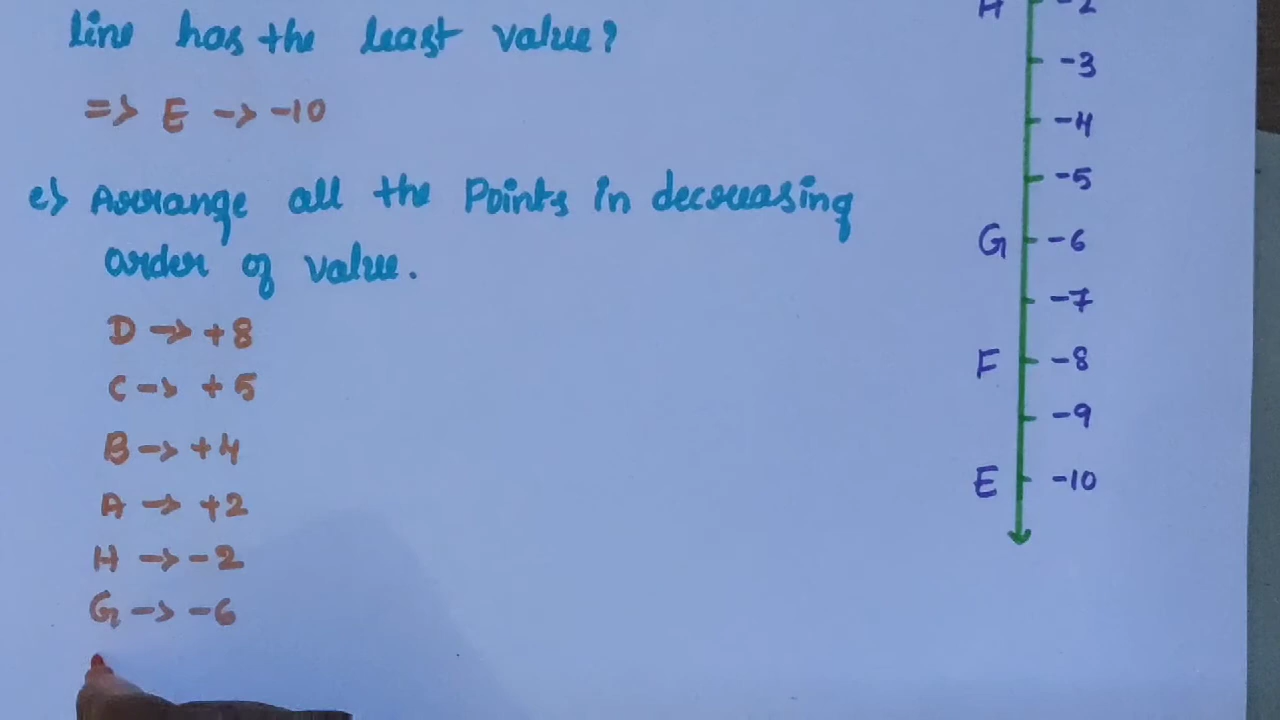 line has the least value?
=> E -> -10
e) Arrange all the Points in decreasing
order of value.
D -> +8
C -> +5
B -> +4
A -> +2
H -> -2
G -> -6
H -2
-3
-4
-5
G -6
-7
F -8
-9
E -10